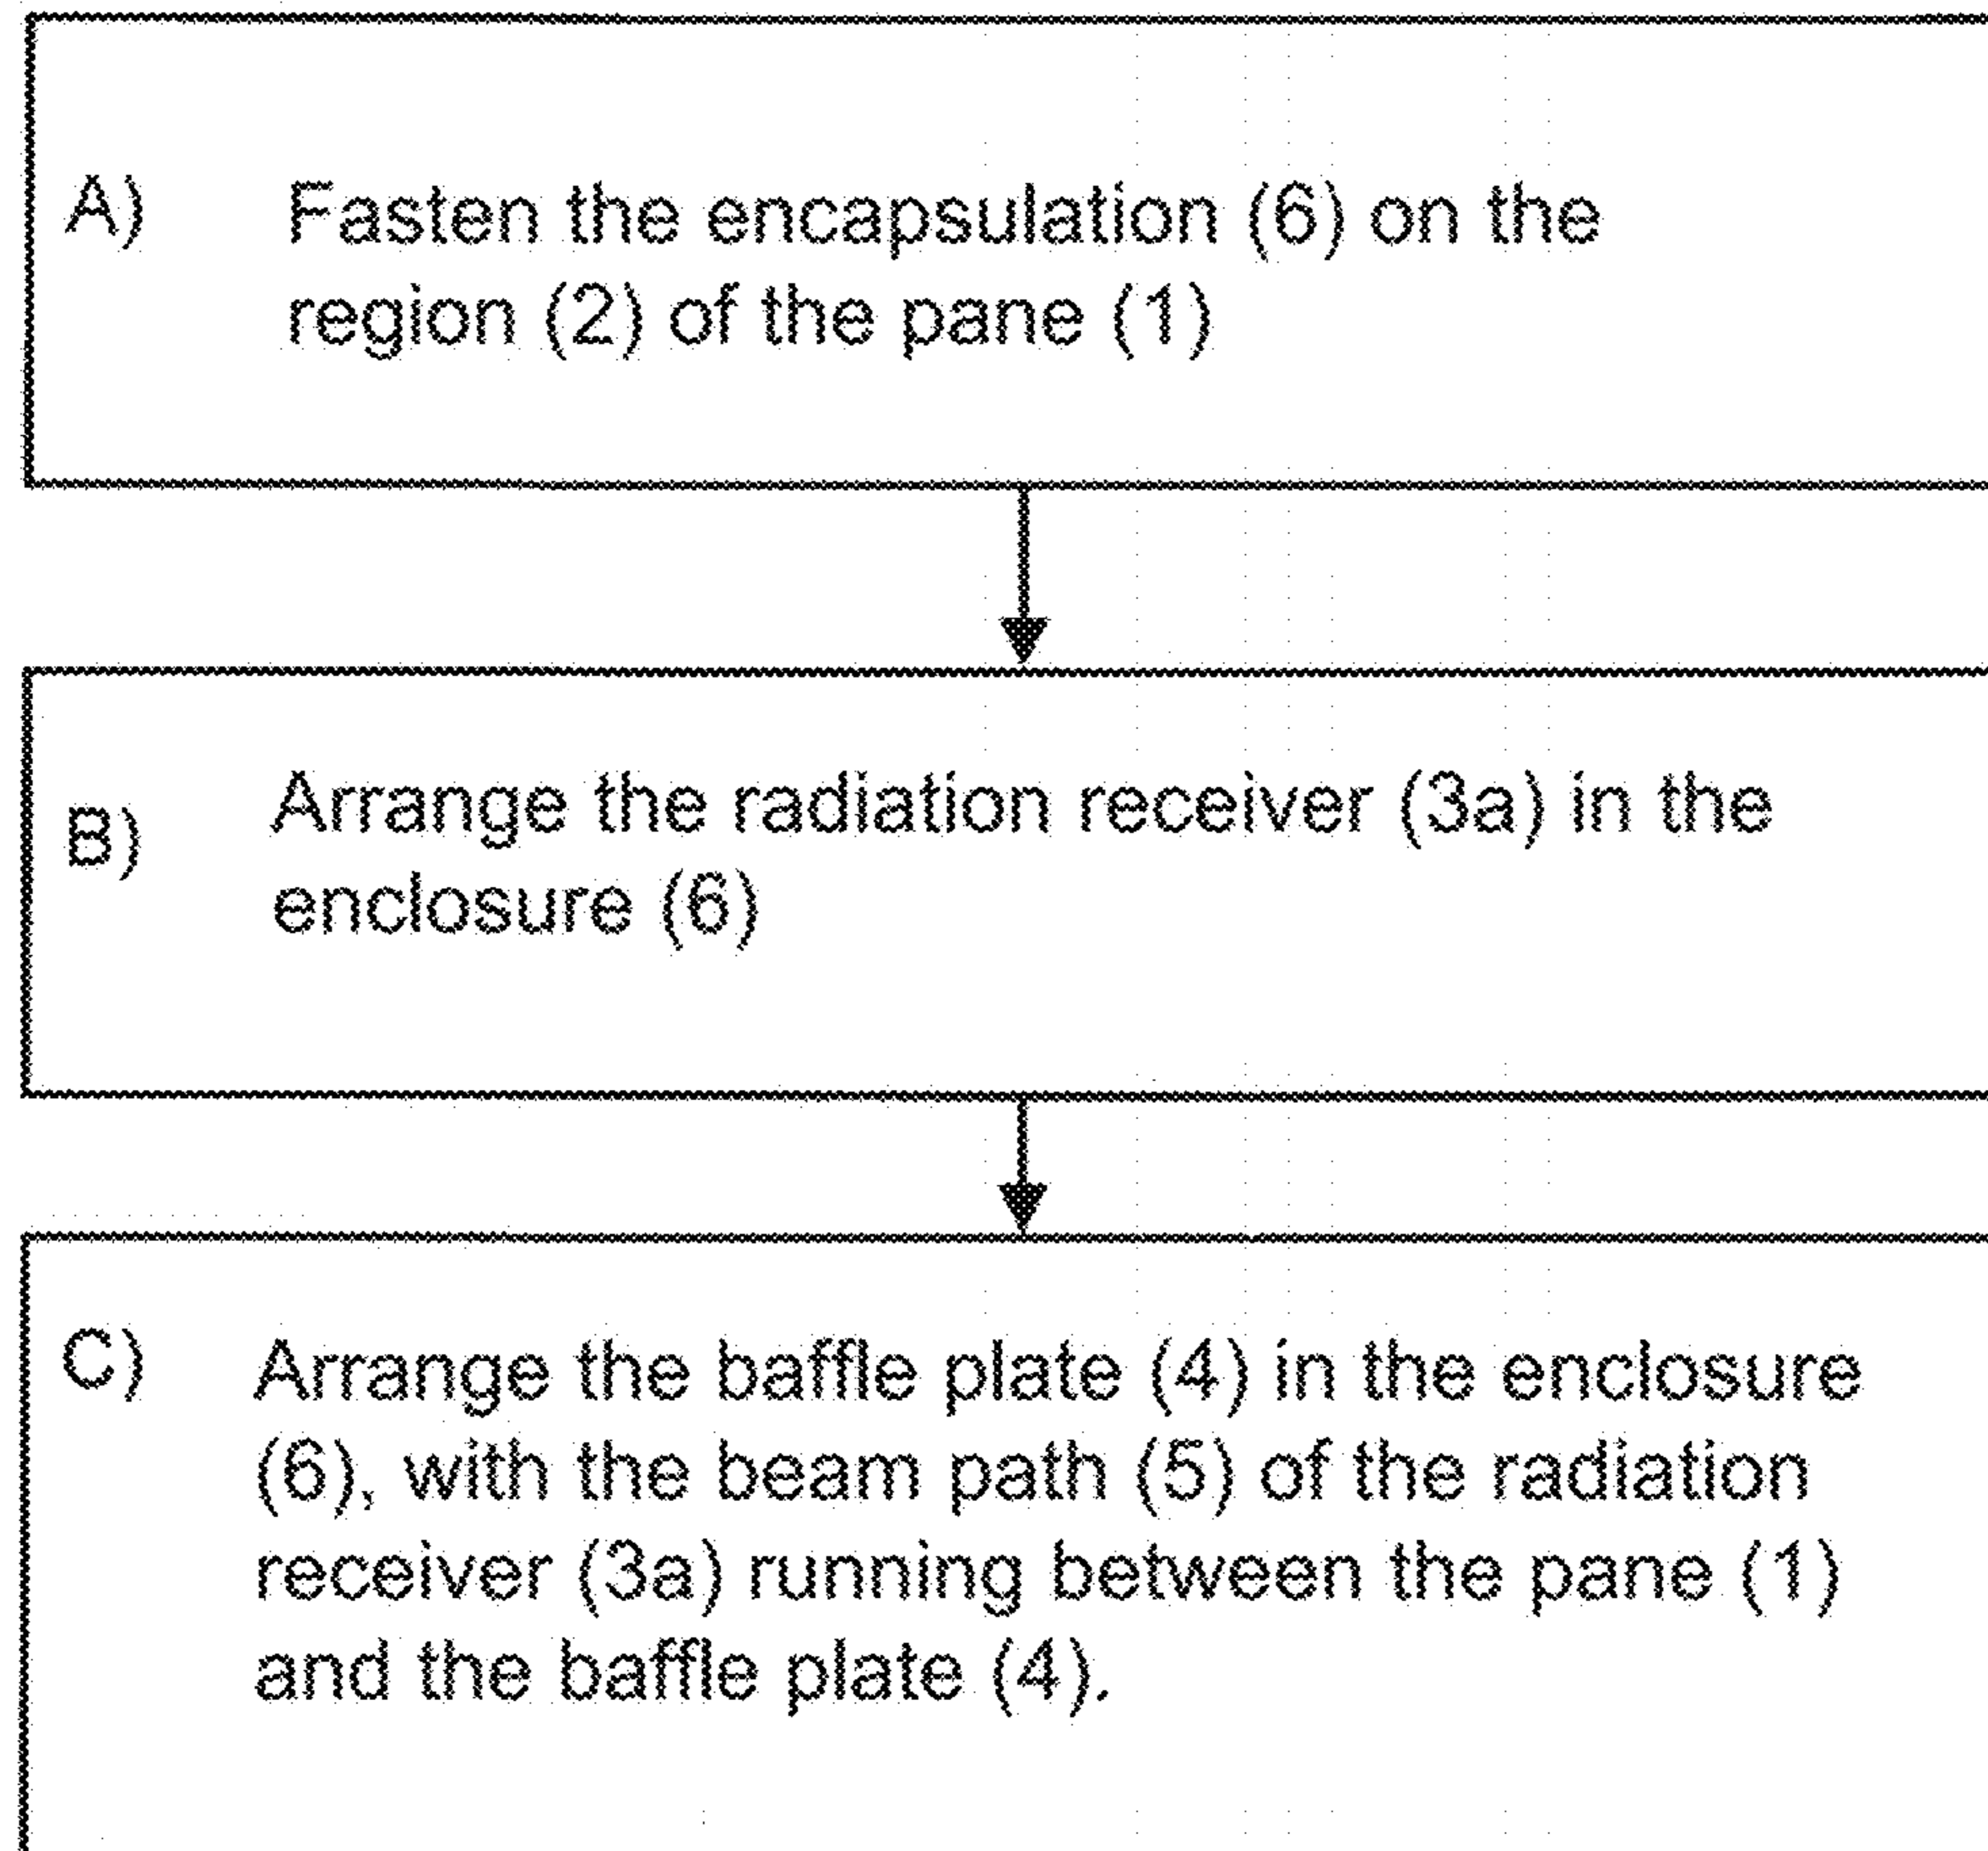 A) Fasten the encapsulation (6) on the
region (2) of the pane (1)
B) Arrange the radiation receiver (3a) in the
enclosure (6)
C) Arrange the baffle plate (4) in the enclosure
(6), with the beam path (5) of the radiation
receiver (3a) running between the pane (1)
and the baffle plate (4).